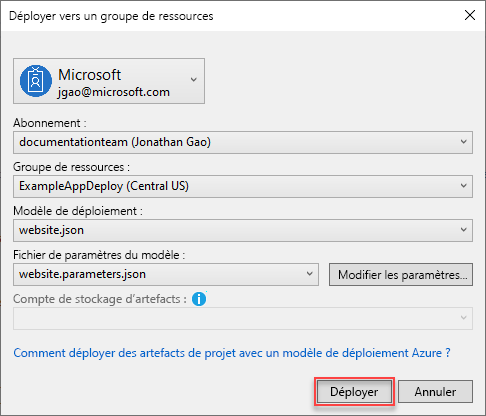 Déployer vers un groupe de ressources
Microsoft
jgao@microsoft.com
Abonnement :
documentationteam (Jonathan Gao)
Groupe de ressources :
ExampleAppDeploy (Central US)
Modèle de déploiement :
website.json
Fichier de paramètres du modèle :
website.parameters.json
Modifier les paramètres...
Compte de stockage d'artefacts :
Comment déployer des artefacts de projet avec un modèle de déploiement Azure ?
Déployer
Annuler